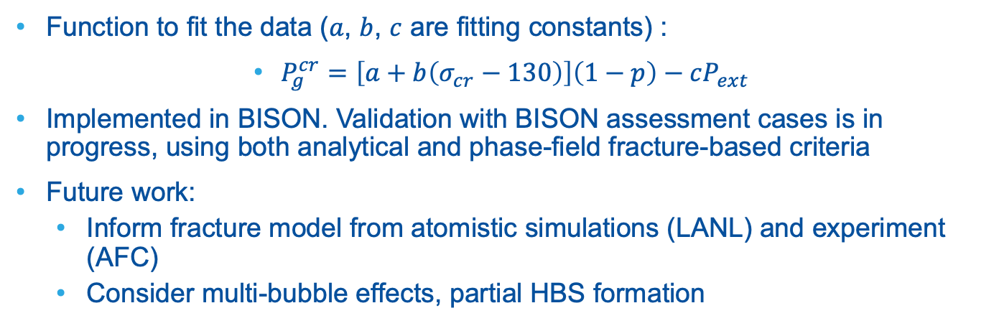 • Function to fit the data (a, b, c are fitting constants) :
• P_g^{cr} = [a + b(σ_{cr} − 130)](1 − p) − cP_{ext}
• Implemented in BISON. Validation with BISON assessment cases is in
progress, using both analytical and phase-field fracture-based criteria
• Future work:
• Inform fracture model from atomistic simulations (LANL) and experiment
(AFC)
• Consider multi-bubble effects, partial HBS formation